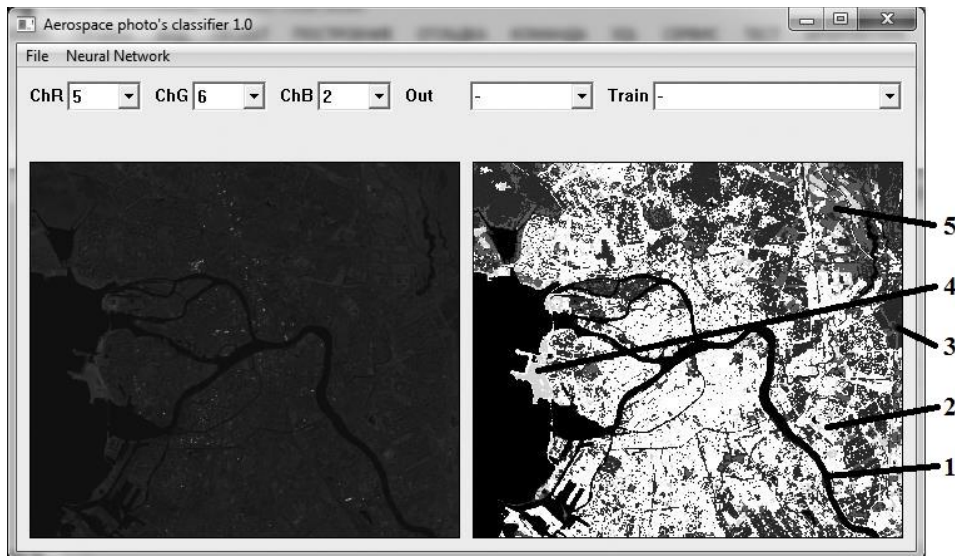 Aerospace photo's classifier 1.0
File Neural Network
ChR 5 ChG 6 ChB 2 Out - Train -
5
4
3
2
1